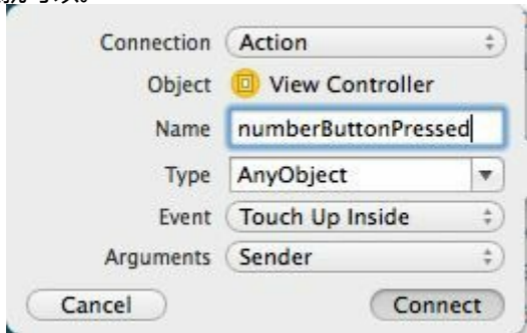 Connection Action
Object View Controller
Name numberButtonPressed
Type AnyObject
Event Touch Up Inside
Arguments Sender
Cancel Connect